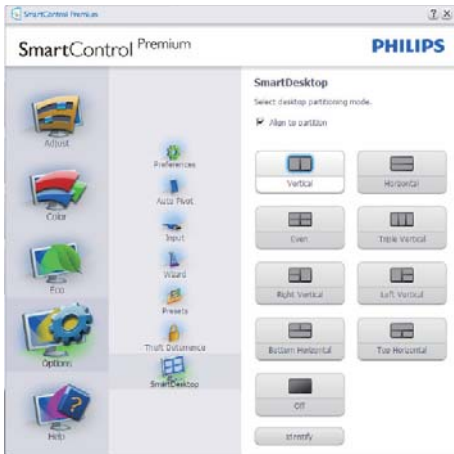 SmartControl Premium
SmartControl Premium
PHILIPS
Adjust
Color
Eco
Options
Help
Preferences
Auto Pivot
Input
Wizard
Presets
Theft Deterrence
SmartDesktop
SmartDesktop
Select desktop partitioning mode.
Align to partition
Vertical
Horizontal
Even
Triple Vertical
Right Vertical
Left Vertical
Bottom Horizontal
Top Horizontal
Off
Identify